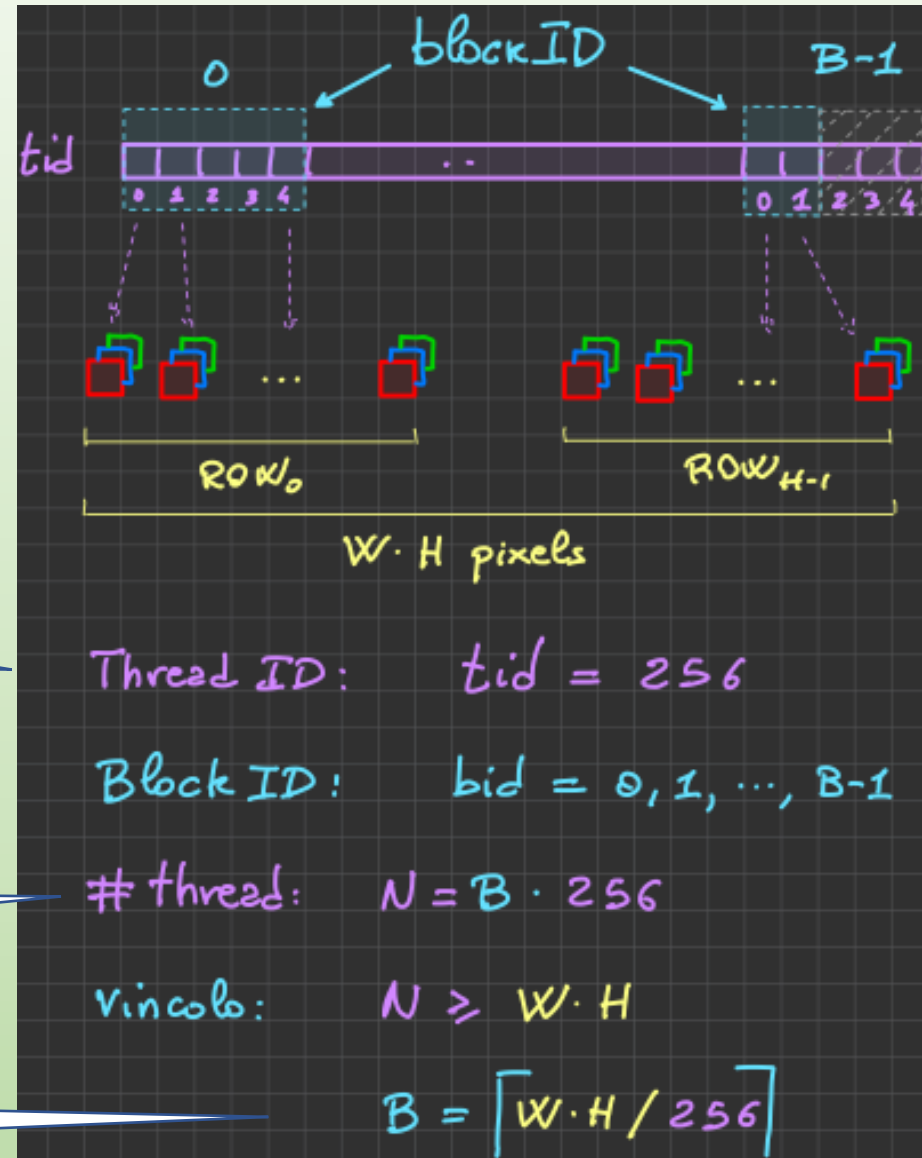 blockID
0 B-1
tid
..
0 1 2 3 4 0 1 2 3 4
... ...
ROW₀ ROW_H-1
W·H pixels
Thread ID: tid = 256
Block ID: bid = 0, 1, ..., B-1
# thread: N = B · 256
vincolo: N ⩾ W·H
B = ⌈W·H / 256⌉